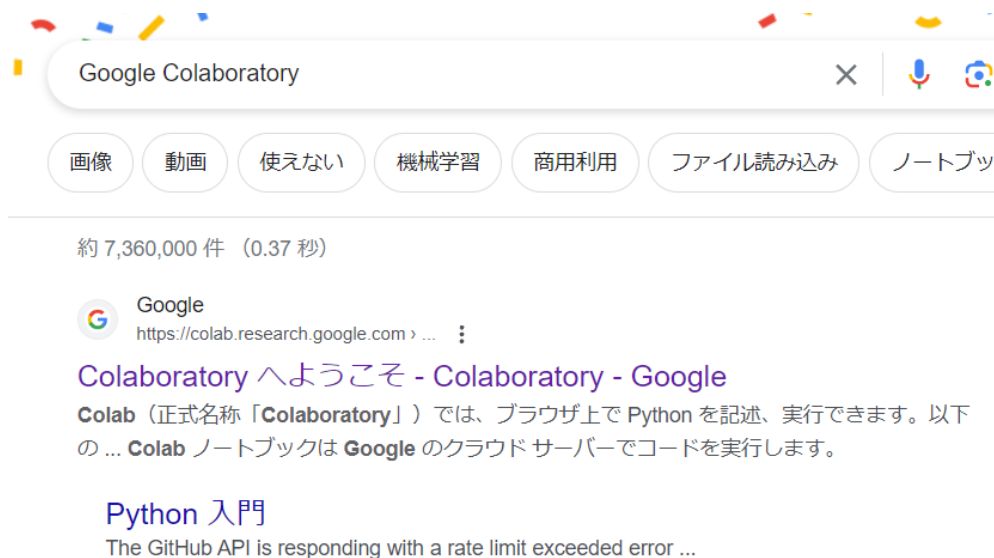 Google Colaboratory
画像
動画
使えない
機械学習
商用利用
ファイル読み込み
ノートブッ
約 7,360,000 件 （0.37 秒）
Google
https://colab.research.google.com › ...
Colaboratory へようこそ - Colaboratory - Google
Colab（正式名称「Colaboratory」）では、ブラウザ上で Python を記述、実行できます。以下
の ... Colab ノートブックは Google のクラウド サーバーでコードを実行します。
Python 入門
The GitHub API is responding with a rate limit exceeded error ...